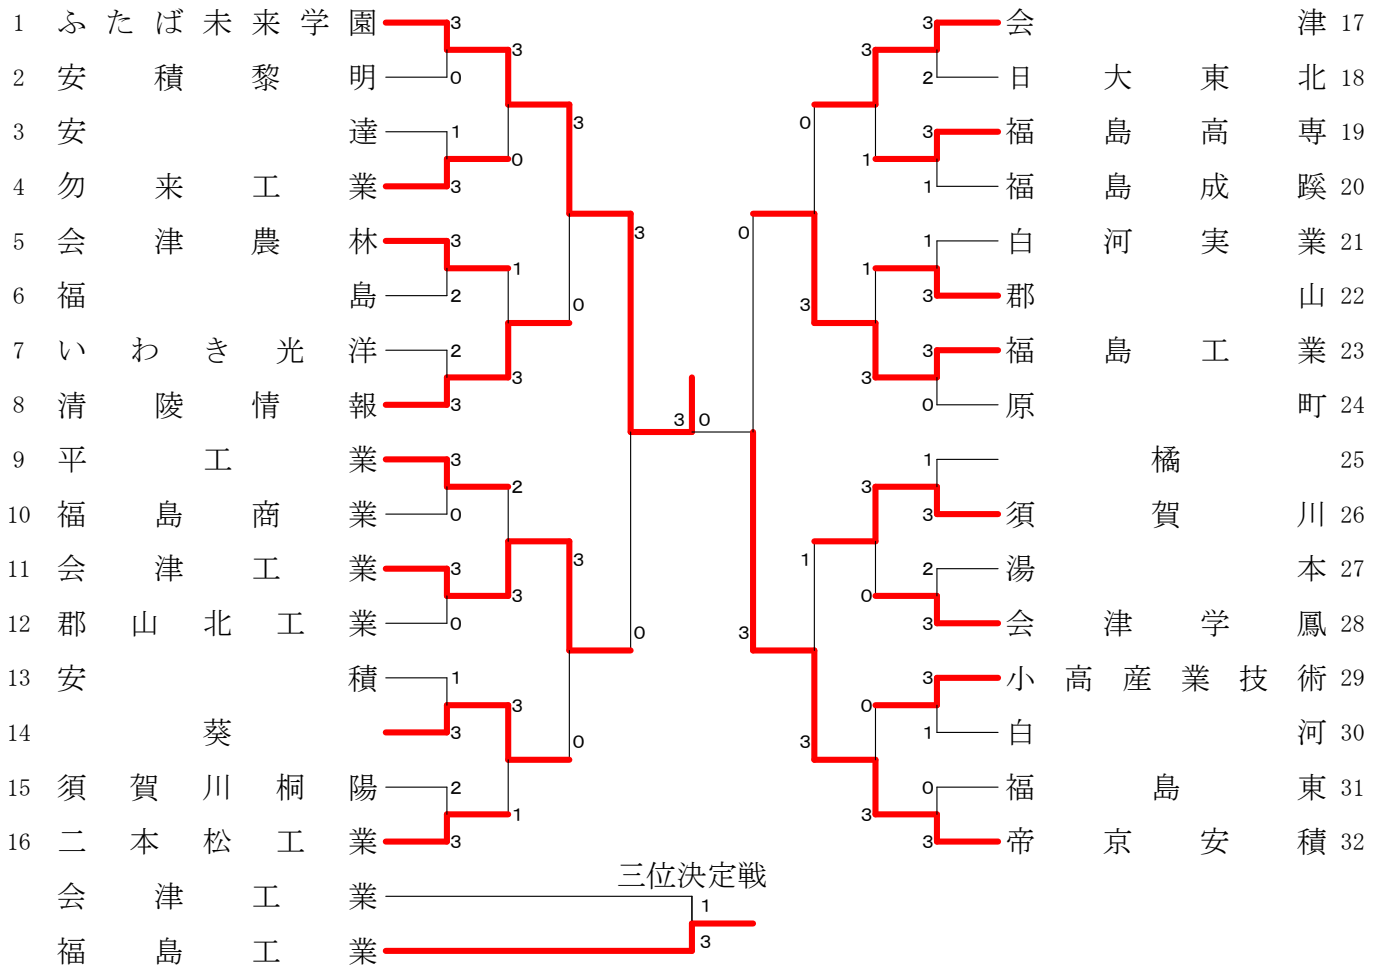 1 ふたば未来学園 3 3 会津 17
3 3
2 安積黎明 0 2 日大東北 18
3 0
3 安達 1 3 福島高専 19
0 1
4 勿来工業 3 1 福島成蹊 20
3 0
5 会津農林 3 1 白河実業 21
1 1
6 福島 2 3 郡山 22
0 3
7 いわき光洋 2 3 福島工業 23
3 3
8 清陵情報 3 0 原町 24
3 0
9 平工業 3 1 橘 25
2 3
10 福島商業 0 3 須賀川 26
3 1
11 会津工業 3 2 湯本 27
3 0
12 郡山北工業 0 3 会津学鳳 28
0 3
13 安積 1 3 小高産業技術 29
3 0
14 葵 3 1 白河 30
0 3
15 須賀川桐陽 2 0 福島東 31
1 3
16 二本松工業 3 3 帝京安積 32
三位決定戦
会津工業 1
福島工業 3